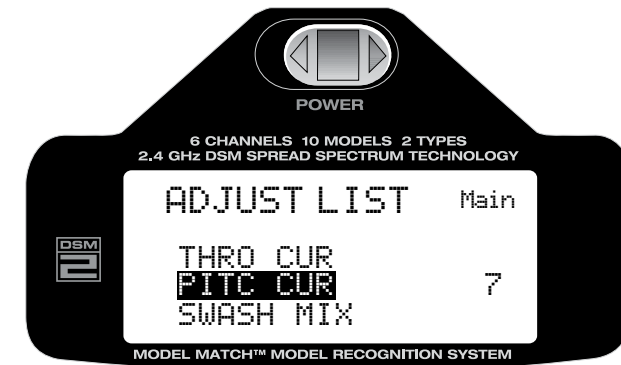 POWER
6 CHANNELS 10 MODELS 2 TYPES
2.4 GHz DSM SPREAD SPECTRUM TECHNOLOGY
ADJUST LIST Main
DSM
2
THRO CUR
PITC CUR 7
SWASH MIX
MODEL MATCH™ MODEL RECOGNITION SYSTEM